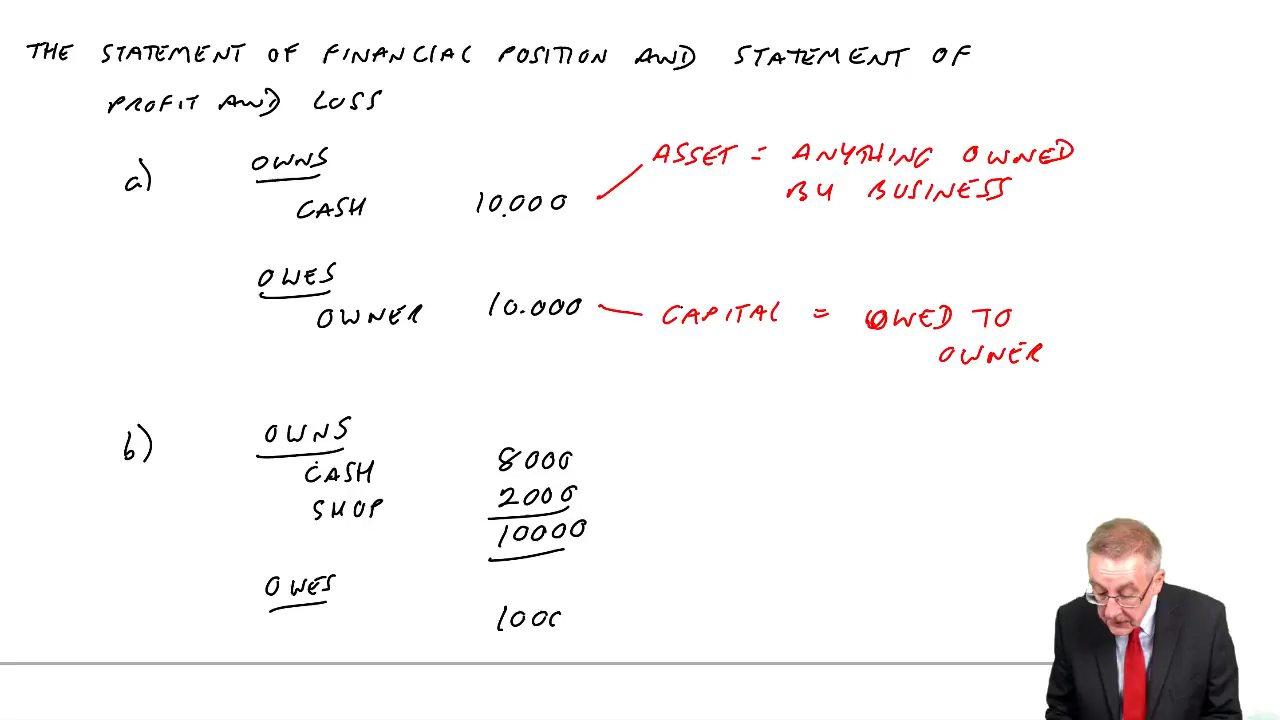 THE STATEMENT OF FINANCIAL POSITION AND STATEMENT OF
PROFIT AND LOSS
a) OWNS
CASH 10.000
ASSET = ANYTHING OWNED
BY BUSINESS
OWES
OWNER 10.000
CAPITAL = OWED TO
OWNER
b) OWNS
CASH 8000
SHOP 2000
10000
OWES
100